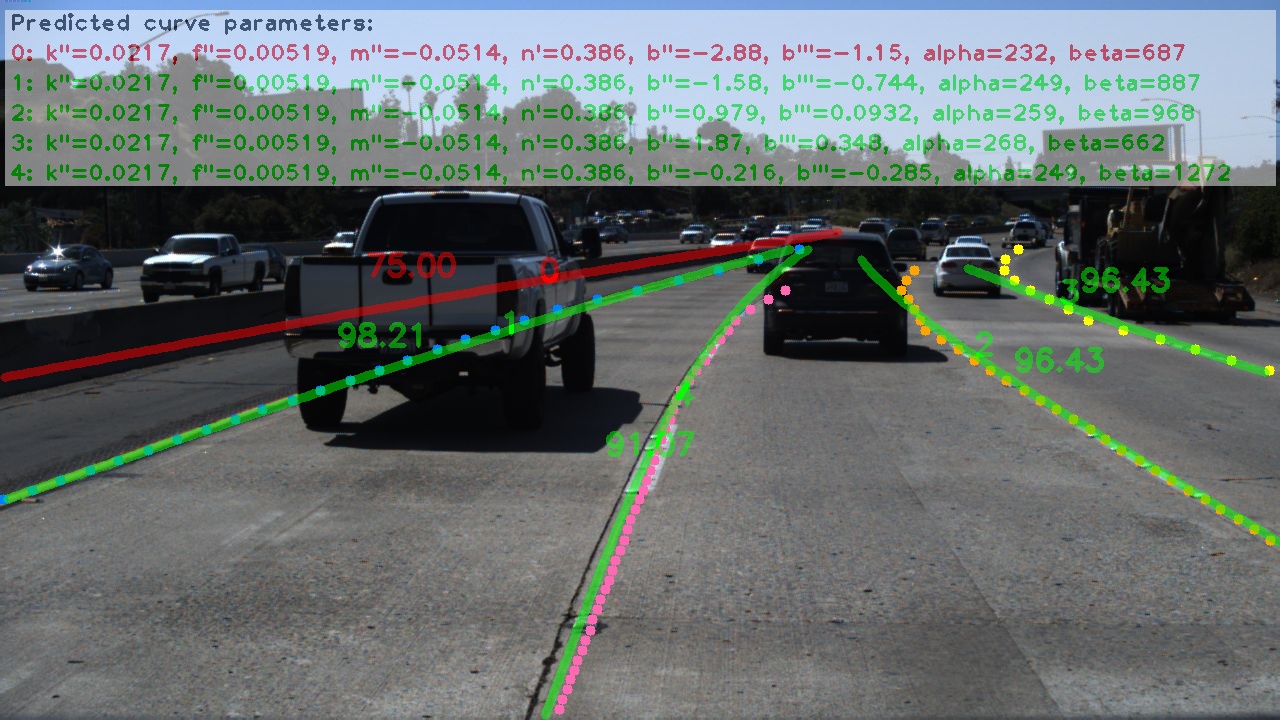 Predicted curve parameters:
0: k''=0.0217, f''=0.00519, m''=−0.0514, n'=0.386, b''=−2.88, b'''=−1.15, alpha=232, beta=687
1: k''=0.0217, f''=0.00519, m''=−0.0514, n'=0.386, b''=−1.58, b'''=−0.744, alpha=249, beta=887
2: k''=0.0217, f''=0.00519, m''=−0.0514, n'=0.386, b''=0.979, b'''=0.0932, alpha=259, beta=968
3: k''=0.0217, f''=0.00519, m''=−0.0514, n'=0.386, b''=1.87, b'''=0.348, alpha=268, beta=662
4: k''=0.0217, f''=0.00519, m''=−0.0514, n'=0.386, b''=−0.216, b'''=−0.285, alpha=249, beta=1272
75.00 0
3 96.43
98.21 1
2 96.43
4
91.07